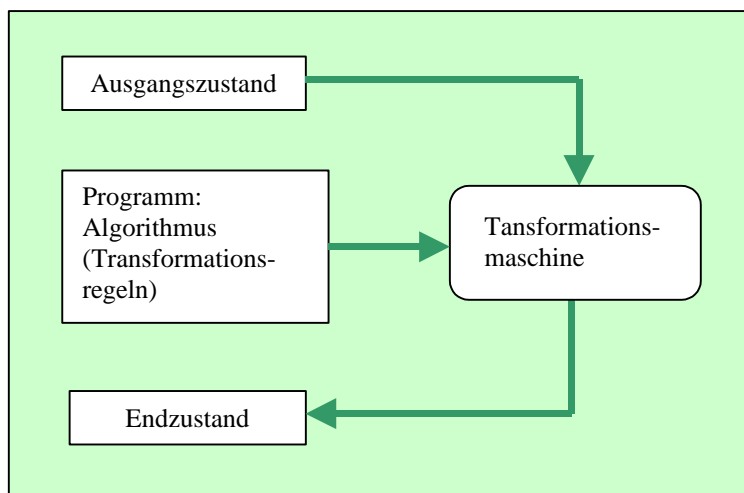 Ausgangszustand
Programm:
Algorithmus
(Transformations-
regeln)
Tansformations-
maschine
Endzustand